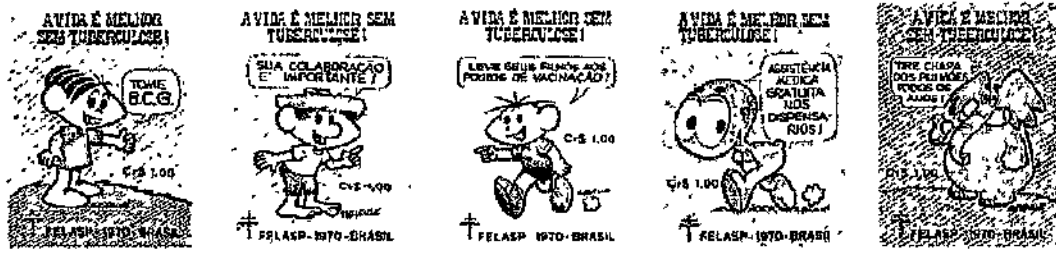 A VIDA É MELHOR
SEM TUBERCULOSE!
TOME
B.C.G.
Cr$ 1,00
FELASP-1970-BRASIL
A VIDA É MELHOR SEM
TUBERCULOSE!
SUA COLABORAÇÃO
E' IMPORTANTE!
Cr$ 1,00
FELASP-1970-BRASIL
A VIDA É MELHOR SEM
TUBERCULOSE!
LEVE SEUS FILHOS AOS
POSTOS DE VACINAÇÃO!
Cr$ 1,00
FELASP 1970-BRASIL
A VIDA É MELHOR SEM
TUBERCULOSE!
ASSISTÊNCIA
MÉDICA
GRATUITA
NOS
DISPENSA-
RIOS!
Cr$ 1,00
FELASP-1970-BRASIL
A VIDA É MELHOR
SEM TUBERCULOSE!
TIRE CHAPA
DOS PULMÕES
TODOS OS
ANOS!
Cr$ 1,00
FELASP-1970-BRASIL